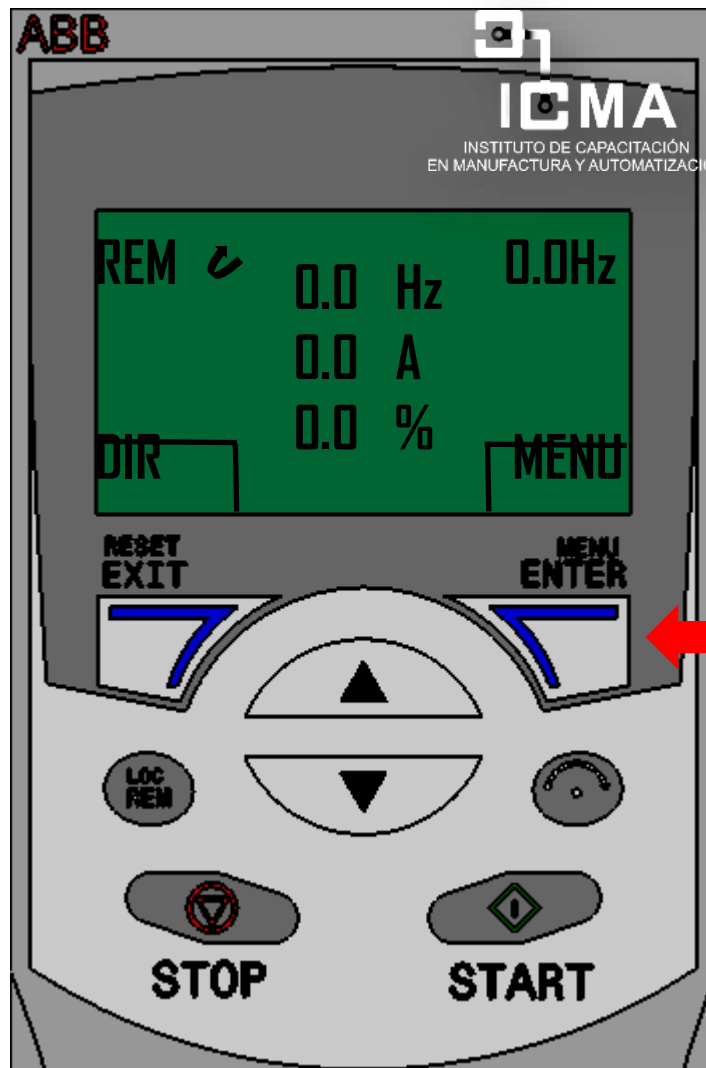 ABB
ICMA
INSTITUTO DE CAPACITACIÓN
EN MANUFACTURA Y AUTOMATIZACIÓ
REM 0.0Hz
0.0 Hz
0.0 A
0.0 %
DIR MENU
RESET MENU
EXIT ENTER
LOC
REM
STOP START